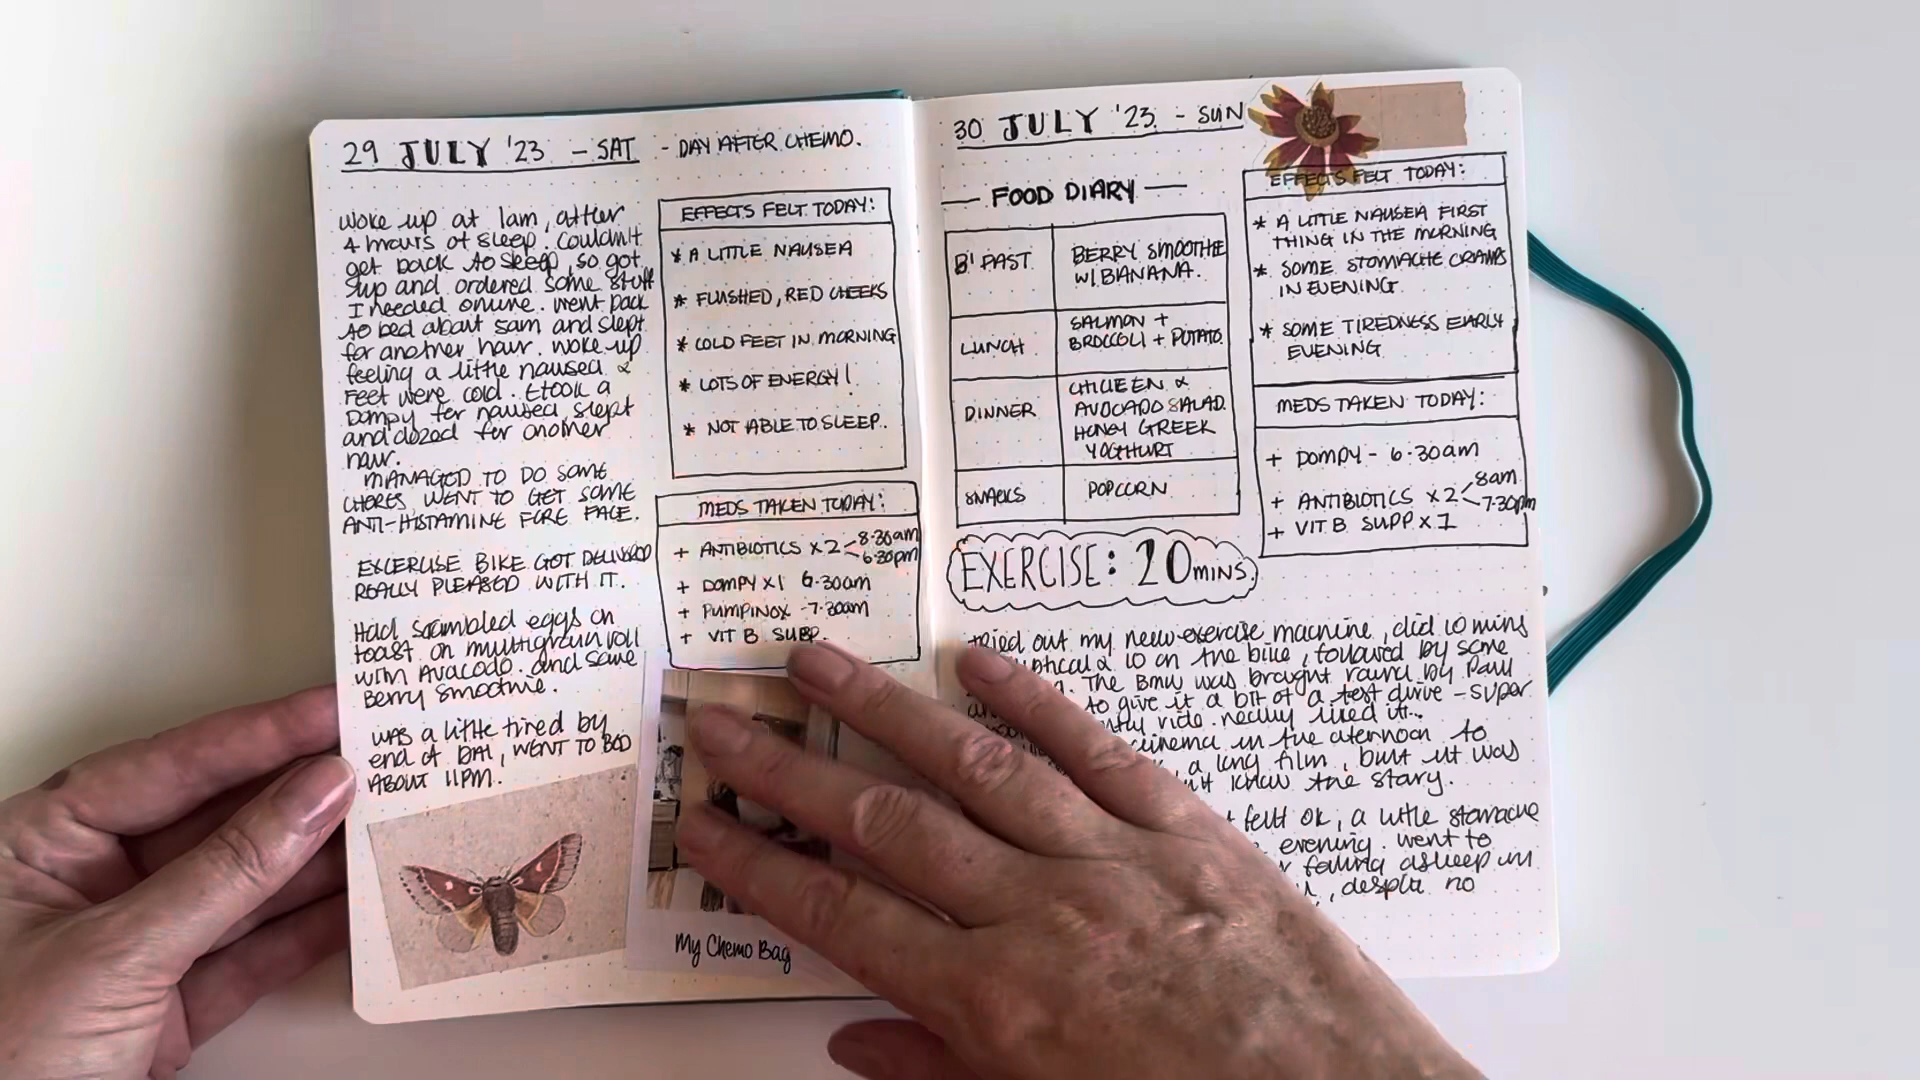 29 JULY '23 - SAT - DAY AFTER CHEMO.
Woke up at 1am, after
4 hours of sleep. Couldn't
get back to sleep, so got
up and ordered some stuff
I needed online. Went back
to bed about 5am and slept
for another hour. Woke up
feeling a little nausea &
feet were cold. took a
Dompy for nausea, slept
and dozed for another
hour.
MANAGED TO DO SOME
CHORES, WENT TO GET SOME
ANTI-HISTAMINE FORE FACE.
EXCERCISE BIKE GOT DELIVERED
REALLY PLEASED WITH IT.
Had scrambled eggs on
toast on multigrain roll
with Avacado. and some
Berry smoothie.
was a little tired by
end of DAY, WENT TO BED
ABOUT 11PM.
EFFECTS FELT TODAY:
* A LITTLE NAUSEA
* FLUSHED, RED CHEEKS
* COLD FEET IN MORNING
* LOTS OF ENERGY!
* NOT ABLE TO SLEEP..
MEDS TAKEN TODAY:
+ ANTIBIOTICS x2 < 8.30am
6.30pm
+ DOMPY x1 6.30am
+ PUMPINOX - 7.30am
+ VIT B SUPP.
My Chemo Bag
30 JULY '23 - SUN
— FOOD DIARY —
B'FAST BERRY SMOOTHIE
W/ BANANA.
LUNCH SALMON +
BROCCOLI + POTATO.
DINNER CHICKEN &
AVOCADO SALAD.
HONEY GREEK
YOGHURT
SNACKS POPCORN
EFFECTS FELT TODAY:
* A LITTLE NAUSEA FIRST
THING IN THE MORNING
* SOME STOMACHE CRAMPS
IN EVENING
* SOME TIREDNESS EARLY
EVENING
MEDS TAKEN TODAY:
+ DOMPY - 6.30am
+ ANTIBIOTICS x2 < 8am
7.30pm
+ VIT B SUPP x 1
EXERCISE: 20 MINS.
tried out my new exercise machine, did 10 mins
& 10 on the bike, followed by some
The BMW was brought round by Paul
to give it a bit of a test drive - super
ride. really liked it..
cinema in the afternoon to
a long film, but it was
know the story.
felt OK, a little stomache
evening. went to
falling asleep in
, despite no